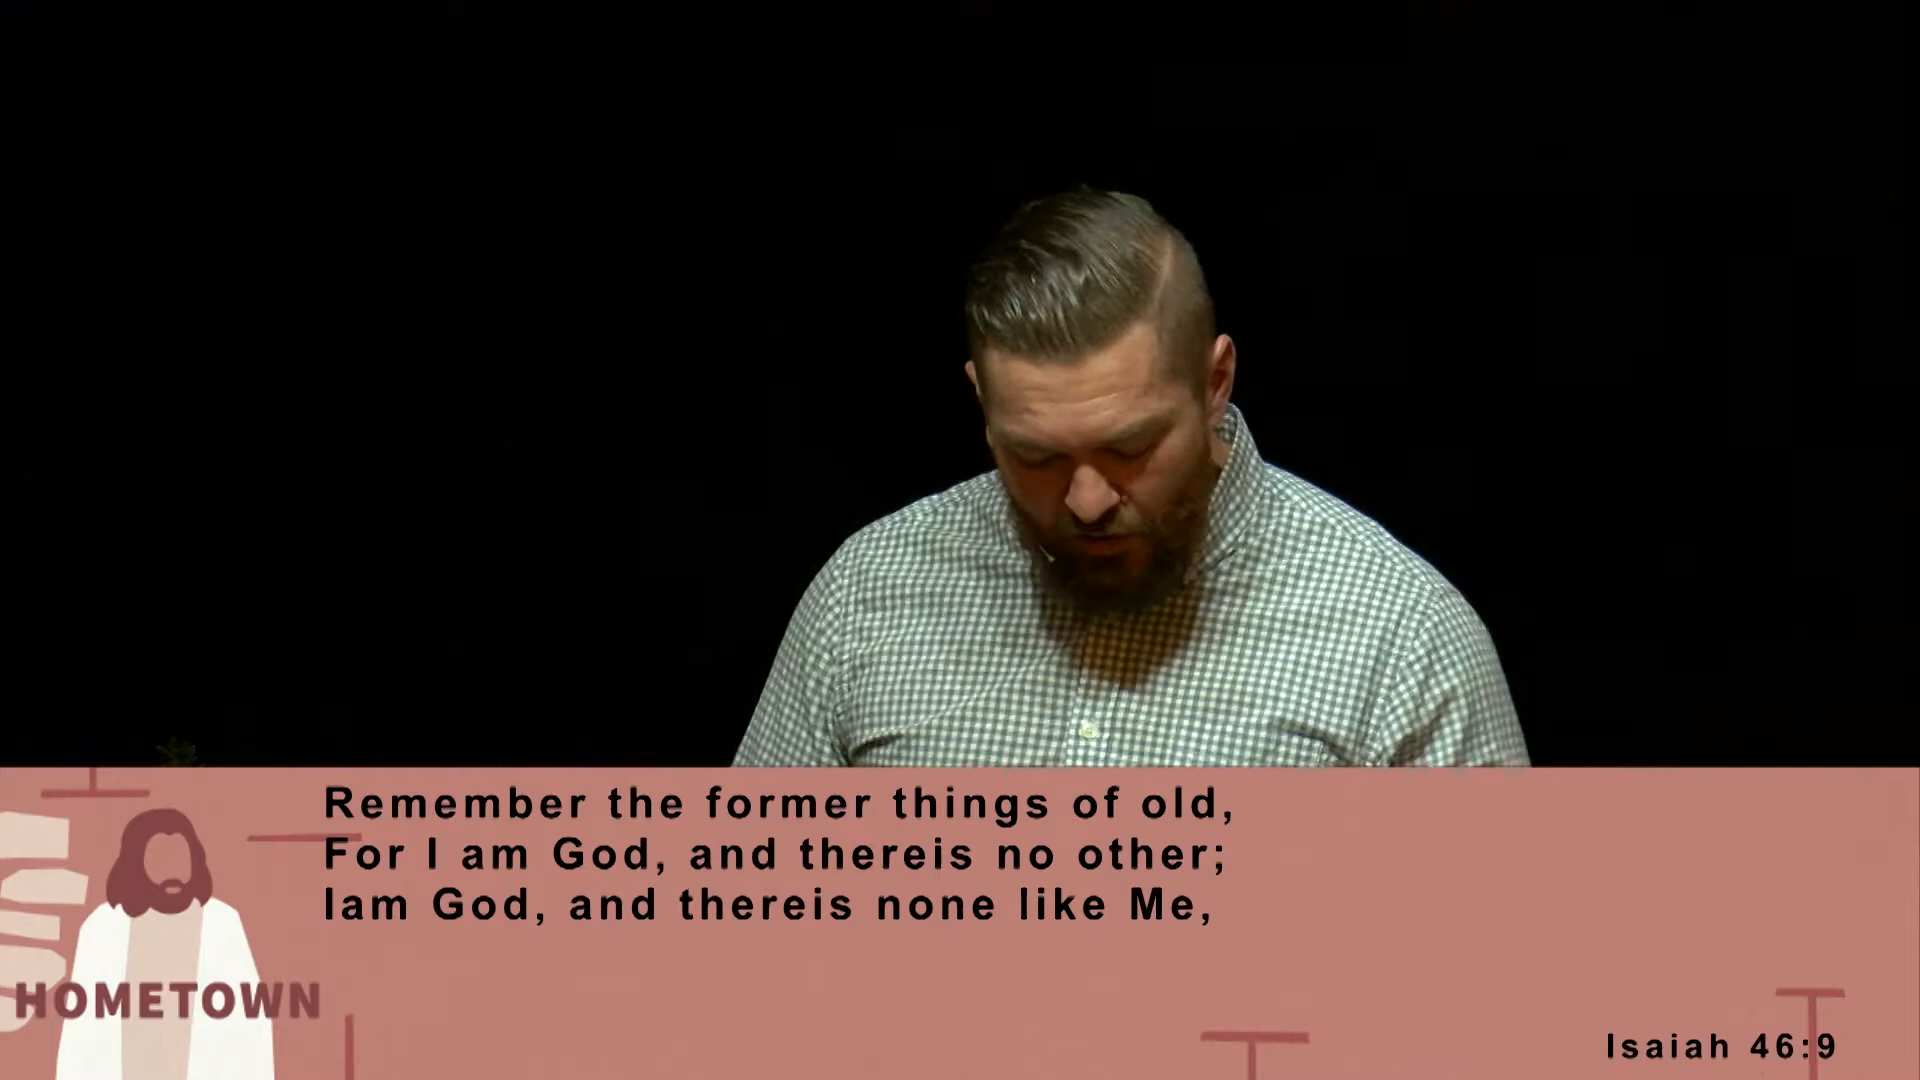 Remember the former things of old,
For I am God, and thereis no other;
Iam God, and thereis none like Me,
HOMETOWN
Isaiah 46:9